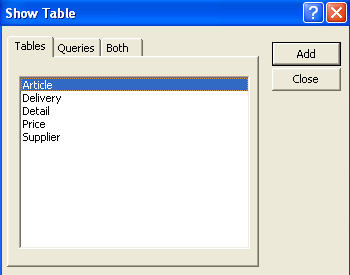 Show Table
Tables Queries Both
Add
Close
Article
Delivery
Detail
Price
Supplier